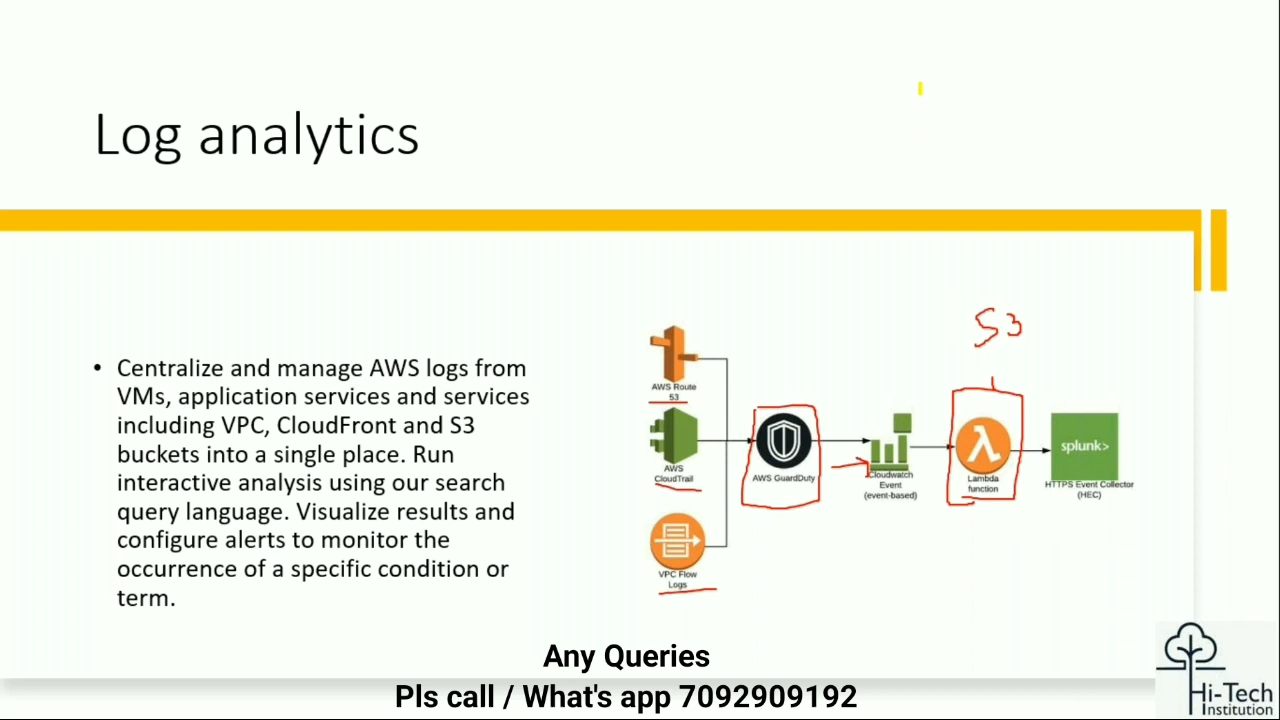 Log analytics
S3
• Centralize and manage AWS logs from
VMs, application services and services
including VPC, CloudFront and S3
buckets into a single place. Run
interactive analysis using our search
query language. Visualize results and
configure alerts to monitor the
occurrence of a specific condition or
term.
AWS Route
53
AWS
CloudTrail
VPC Flow
Logs
AWS GuardDuty
Cloudwatch
Event
(event-based)
λ
Lambda
function
splunk>
HTTPS Event Collector
(HEC)
Any Queries
Pls call / What's app 7092909192
Hi-Tech
Institution